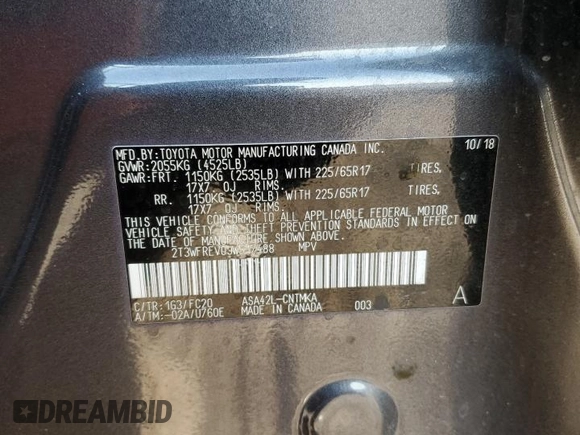 MFD.BY:TOYOTA MOTOR MANUFACTURING CANADA INC. 10/18
GVWR:2055KG (4525LB)
GAWR:FRT. 1150KG (2535LB) WITH 225/65R17 TIRES,
17X7 OJ RIMS.
RR. 1150KG (2535LB) WITH 225/65R17 TIRES,
17X7 OJ RIMS.
THIS VEHICLE CONFORMS TO ALL APPLICABLE FEDERAL MOTOR
VEHICLE SAFETY AND THEFT PREVENTION STANDARDS IN EFFECT ON
THE DATE OF MANUFACTURE SHOWN ABOVE.
MPV
C/TR:1G3/FC20 ASA42L-CNTMKA
A/TM:-02A/U760E MADE IN CANADA 003 A
DREAMBID